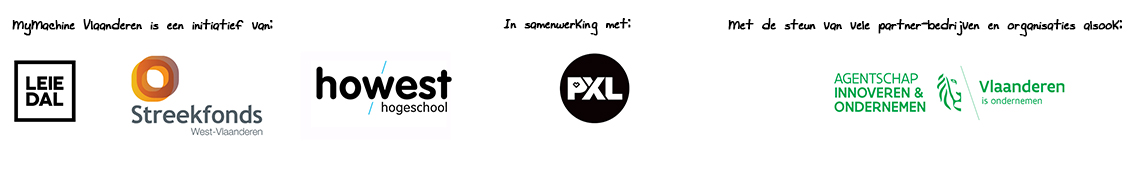 MyMachine Vlaanderen is een initiatief van:
In samenwerking met:
Met de steun van vele partner-bedrijven en organisaties alsook:
LEIE
DAL
Streekfonds
West-Vlaanderen
howest
hogeschool
PXL
AGENTSCHAP
INNOVEREN &
ONDERNEMEN
Vlaanderen
is ondernemen